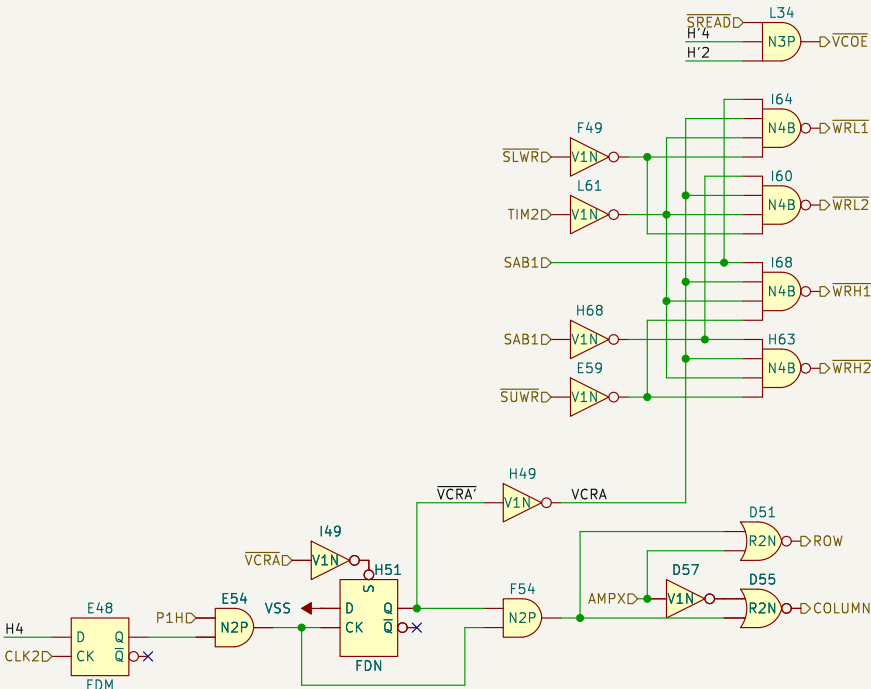 L34
SREAD
H'4
N3P
VCOE
H'2
I64
N4B
WRL1
F49
SLWR
V1N
I60
N4B
WRL2
L61
TIM2
V1N
SAB1
I68
N4B
WRH1
H68
SAB1
V1N
H63
N4B
WRH2
E59
SUWR
V1N
H49
VCRA'
V1N
VCRA
D51
R2N
ROW
I49
VCRA
V1N
H51
S
VSS
D
Q
CK
Q
FDN
F54
N2P
AMPX
D57
V1N
D55
R2N
COLUMN
E54
P1H
N2P
E48
H4
D
Q
CLK2
CK
Q
FDM